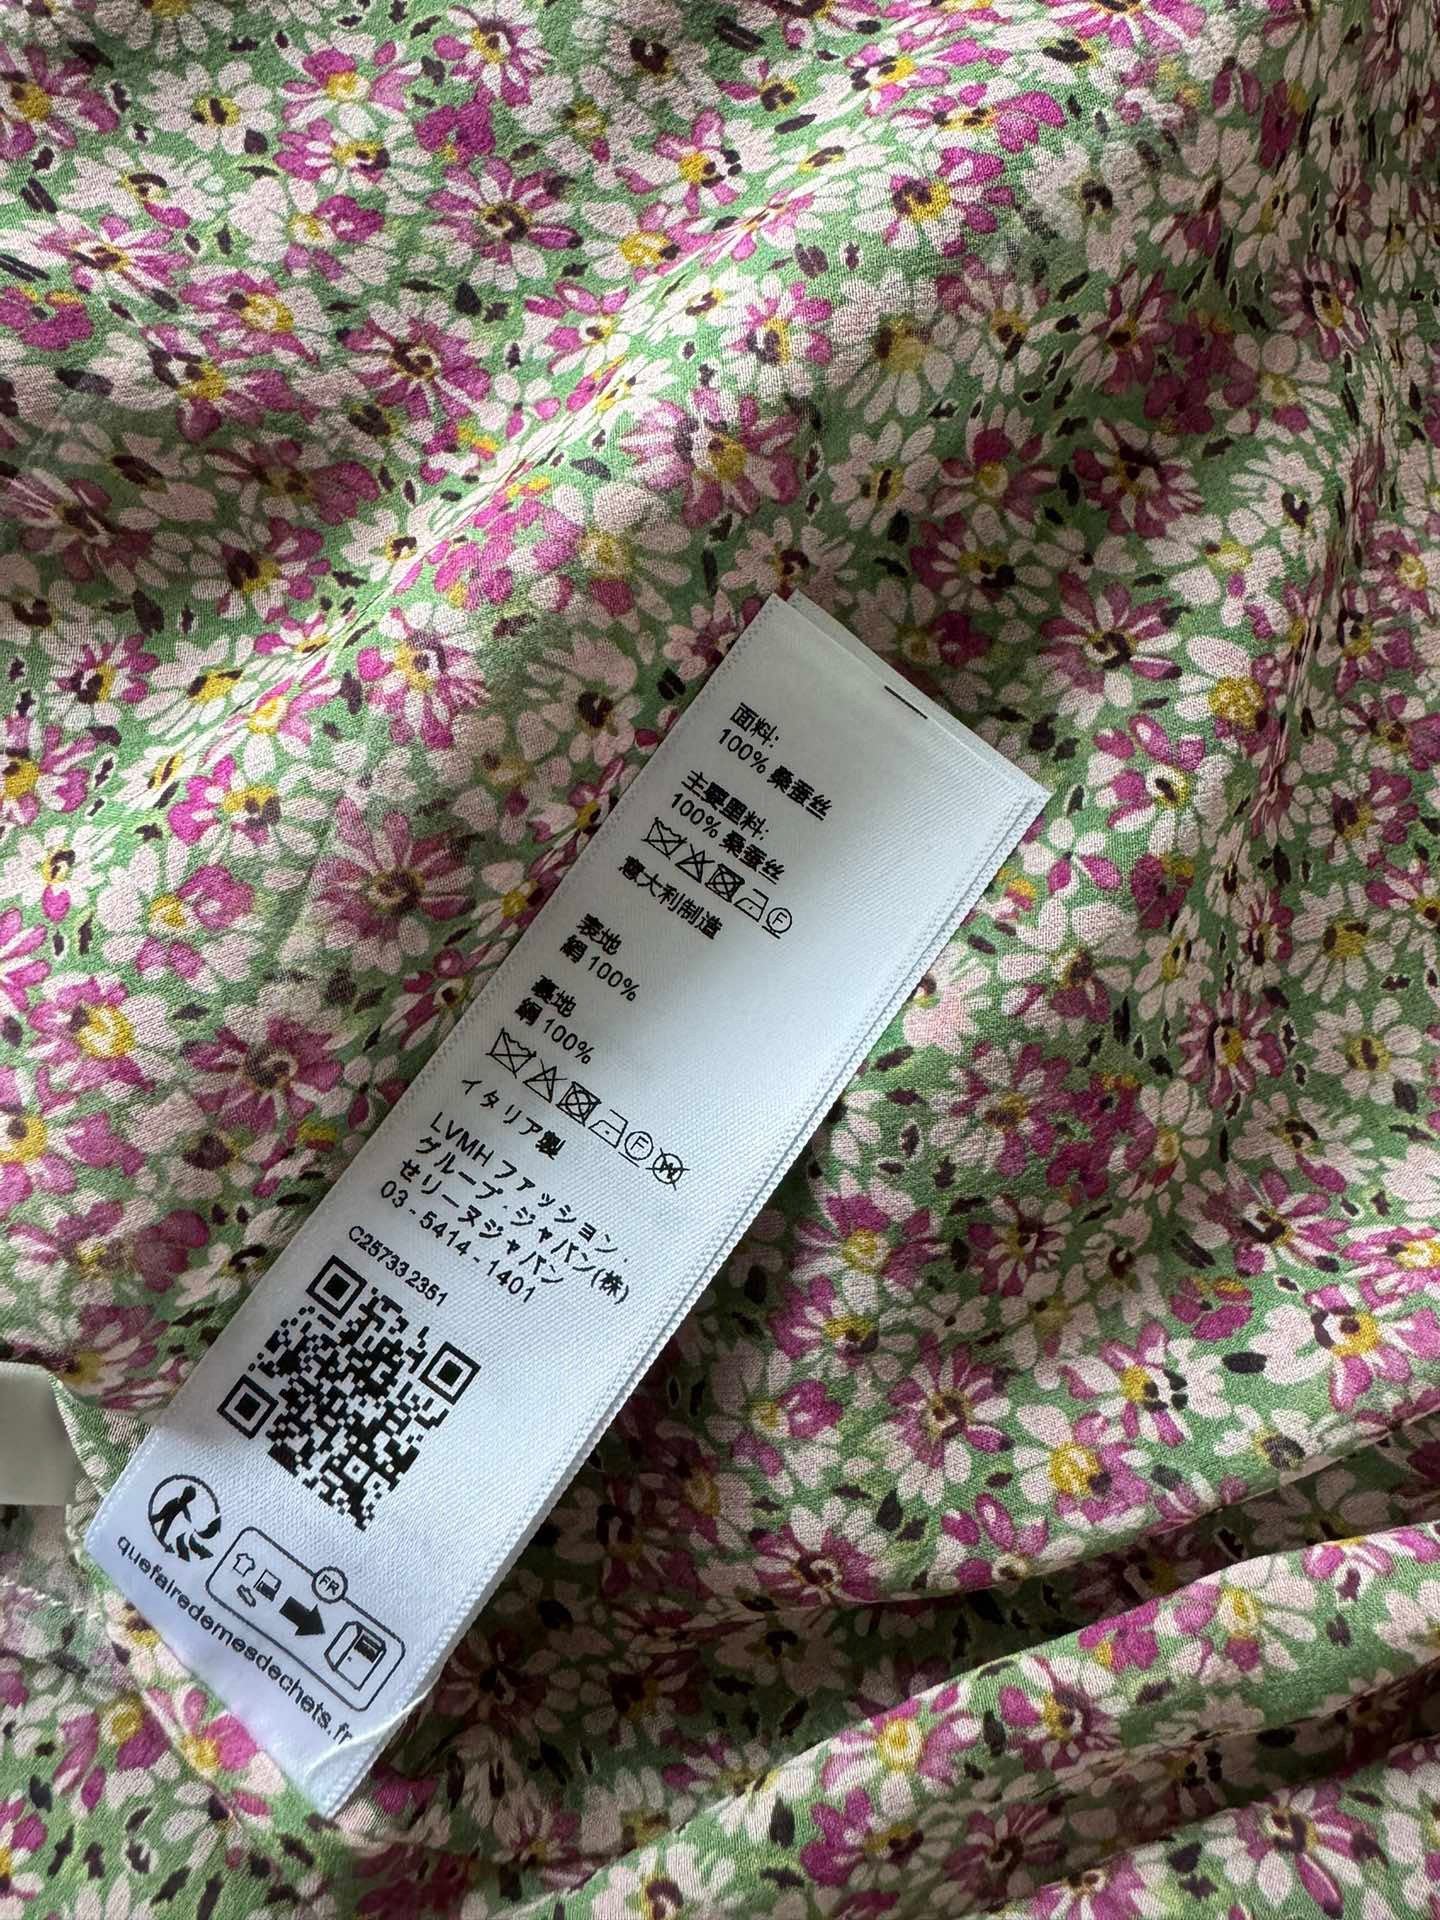 面料:
100% 桑蚕丝
主要里料:
100% 桑蚕丝
F
意大利制造
表地
絹 100%
裏地
絹 100%
F W
イタリア製
LVMH ファッション・
グループ・ジャパン(株)
セリーヌジャパン
03 - 5414 - 1401
C25733 2351
FR
quefairedemesdechets.fr